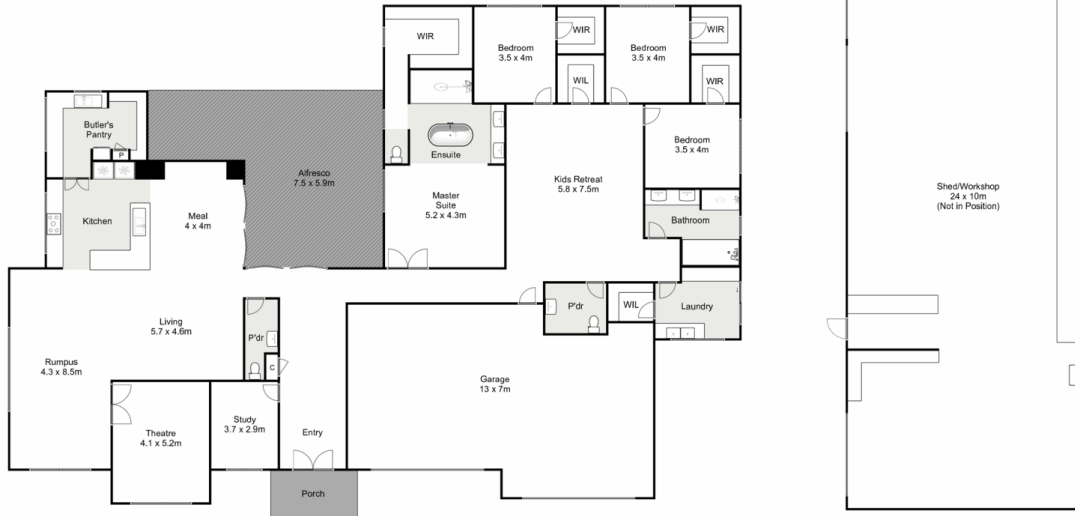 WIR
Bedroom
3.5 x 4m
WIR
Bedroom
3.5 x 4m
WIR
WIL
WIR
Butler's
Pantry
P
Ensuite
Bedroom
3.5 x 4m
Alfresco
7.5 x 5.9m
Kids Retreat
5.8 x 7.5m
Shed/Workshop
24 x 10m
(Not in Position)
Kitchen
Meal
4 x 4m
Master
Suite
5.2 x 4.3m
Bathroom
P'dr
WIL
Laundry
Living
5.7 x 4.6m
P'dr
C
Rumpus
4.3 x 8.5m
Garage
13 x 7m
Theatre
4.1 x 5.2m
Study
3.7 x 2.9m
Entry
Porch